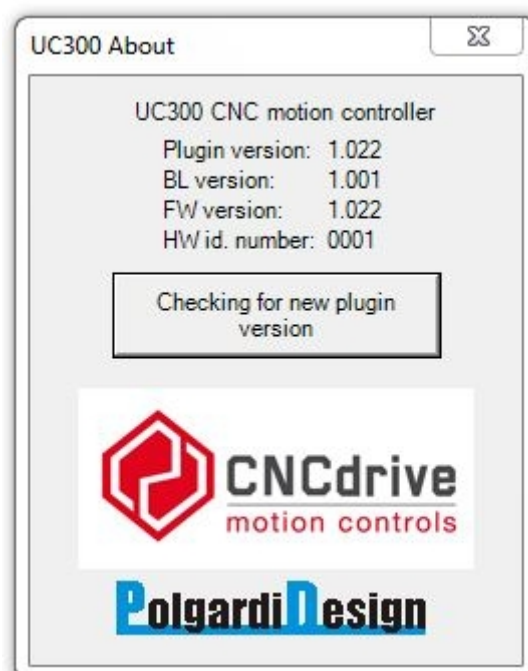 UC300 About
UC300 CNC motion controller
Plugin version: 1.022
BL version: 1.001
FW version: 1.022
HW id. number: 0001
Checking for new plugin
version
CNCdrive
motion controls
PolgardiDesign